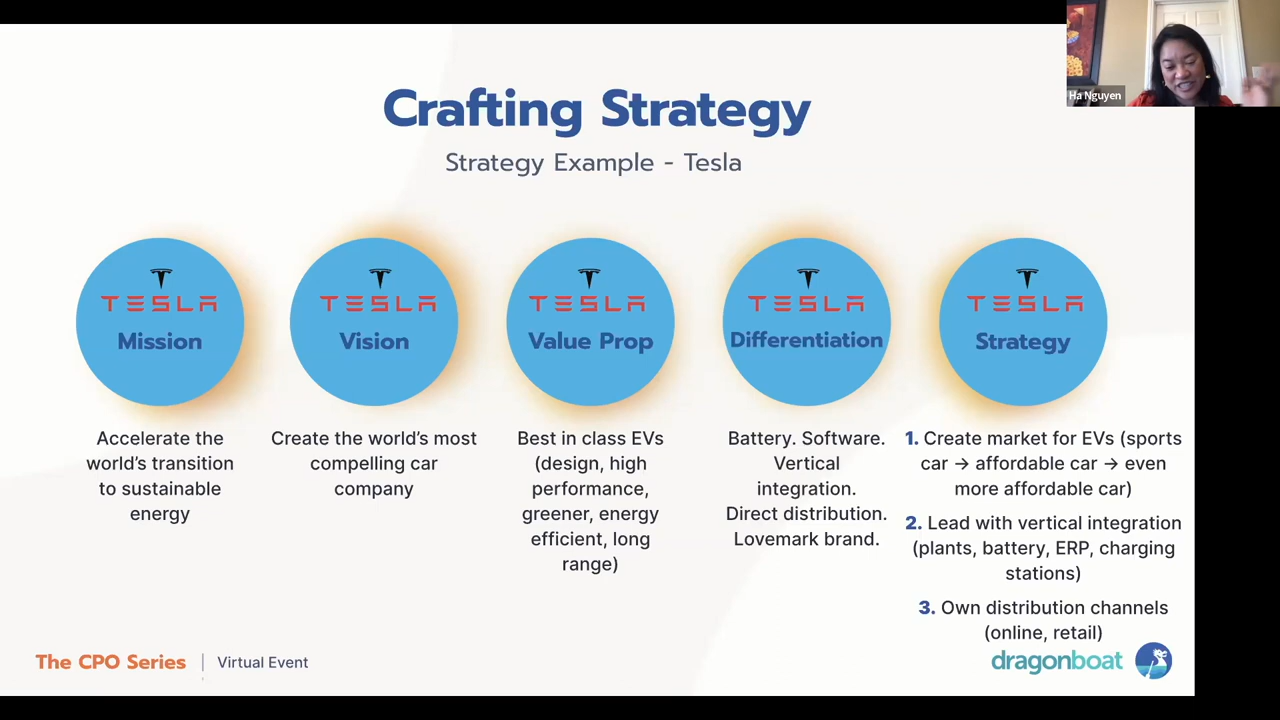 Ha Nguyen
Crafting Strategy
Strategy Example - Tesla
TESLA
Mission
Accelerate the
world's transition
to sustainable
energy
TESLA
Vision
Create the world's most
compelling car
company
TESLA
Value Prop
Best in class EVs
(design, high
performance,
greener, energy
efficient, long
range)
TESLA
Differentiation
Battery. Software.
Vertical
integration.
Direct distribution.
Lovemark brand.
TESLA
Strategy
1. Create market for EVs (sports
car → affordable car → even
more affordable car)
2. Lead with vertical integration
(plants, battery, ERP, charging
stations)
3. Own distribution channels
(online, retail)
The CPO Series | Virtual Event
dragonboat